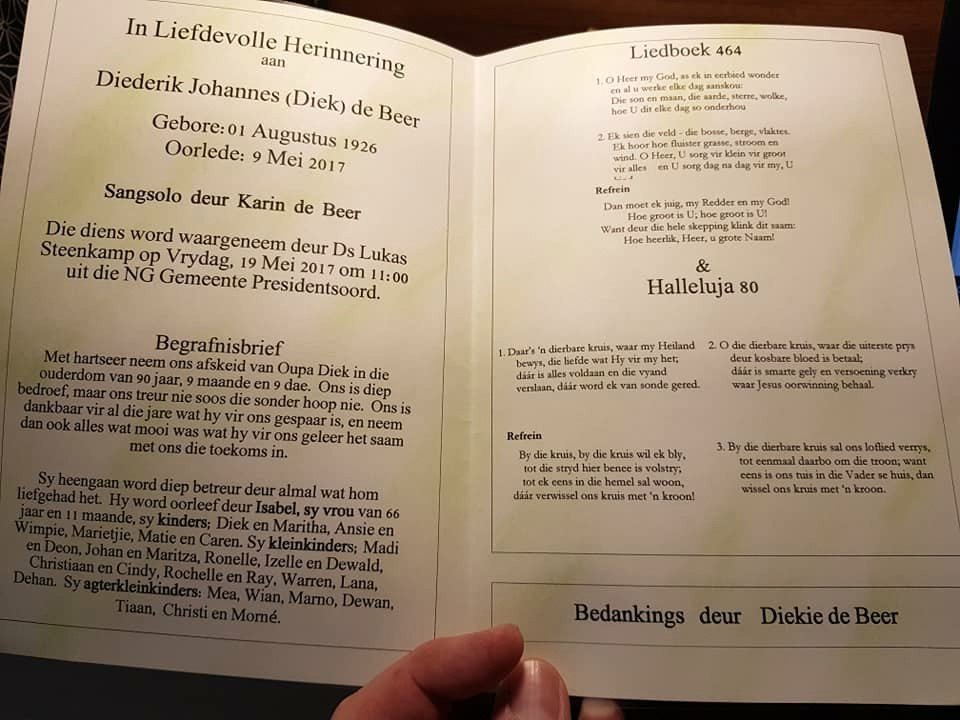 In Liefdevolle Herinnering
aan
Diederik Johannes (Diek) de Beer
Gebore: 01 Augustus 1926
Oorlede: 9 Mei 2017
Sangsolo deur Karin de Beer
Die diens word waargeneem deur Ds Lukas
Steenkamp op Vrydag, 19 Mei 2017 om 11:00
uit die NG Gemeente Presidentsoord.
Begrafnisbrief
Met hartseer neem ons afskeid van Oupa Diek in die
ouderdom van 90 jaar, 9 maande en 9 dae. Ons is diep
bedroef, maar ons treur nie soos die sonder hoop nie. Ons is
dankbaar vir al die jare wat hy vir ons gespaar is, en neem
dan ook alles wat mooi was wat hy vir ons geleer het saam
met ons die toekoms in.
Sy heengaan word diep betreur deur almal wat hom
liefgehad het. Hy word oorleef deur Isabel, sy vrou van 66
jaar en 11 maande, sy kinders; Diek en Maritha, Ansie en
Wimpie, Marietjie, Matie en Caren. Sy kleinkinders; Madi
en Deon, Johan en Maritza, Ronelle, Izelle en Dewald,
Christiaan en Cindy, Rochelle en Ray, Warren, Lana,
Dehan. Sy agterkleinkinders: Mea, Wian, Marno, Dewan,
Tiaan, Christi en Morné.
Liedboek 464
1. O Heer my God, as ek in eerbied wonder
en al u werke elke dag aanskou:
Die son en maan, die aarde, sterre, wolke,
hoe U dit elke dag so onderhou
2. Ek sien die veld - die bosse, berge, vlaktes.
Ek hoor hoe fluister grasse, stroom en
wind. O Heer, U sorg vir klein vir groot
vir alles en U sorg dag na dag vir my, U
Refrein
Dan moet ek juig, my Redder en my God!
Hoe groot is U; hoe groot is U!
Want deur die hele skepping klink dit saam:
Hoe heerlik, Heer, u grote Naam!
&
Halleluja 80
1. Daar's 'n dierbare kruis, waar my Heiland
bewys, die liefde wat Hy vir my het;
dáár is alles voldaan en die vyand
verslaan, dáár word ek van sonde gered.
Refrein
By die kruis, by die kruis wil ek bly,
tot die stryd hier benee is volstry;
tot ek eens in die hemel sal woon,
dáár verwissel ons kruis met 'n kroon!
2. O die dierbare kruis, waar die uiterste prys
deur kosbare bloed is betaal;
dáár is smarte gely en versoening verkry
waar Jesus oorwinning behaal.
3. By die dierbare kruis sal ons loflied verrys,
tot eenmaal daarbo om die troon; want
eens is ons tuis in die Vader se huis, dan
wissel ons kruis met 'n kroon.
Bedankings deur Diekie de Beer